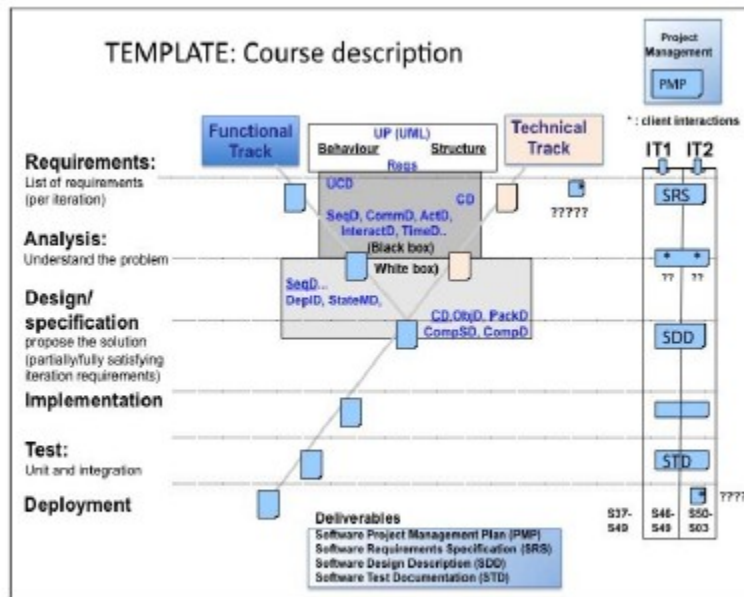 TEMPLATE: Course description
Project
Management
PMP
* : client interactions
Functional
Track
UP (UML)
Behaviour Structure
Reqs
Technical
Track
IT1 IT2
Requirements:
List of requirements
(per iteration)
UCD
CD
SeqD, CommD, ActD,
InteractD, TimeD..
(Black box)
?????
SRS
Analysis:
Understand the problem
White box)
* *
?? ??
SeqD...
DeplD, StateMD,
CD,ObjD, PackD
CompSD, CompD
Design/
specification
propose the solution
(partially/fully satisfying
iteration requirements)
SDD
Implementation
Test:
Unit and integration
STD
Deployment
????
S37- S46- S50-
S49 S49 S03
Deliverables
Software Project Management Plan (PMP)
Software Requirements Specification (SRS)
Software Design Description (SDD)
Software Test Documentation (STD)